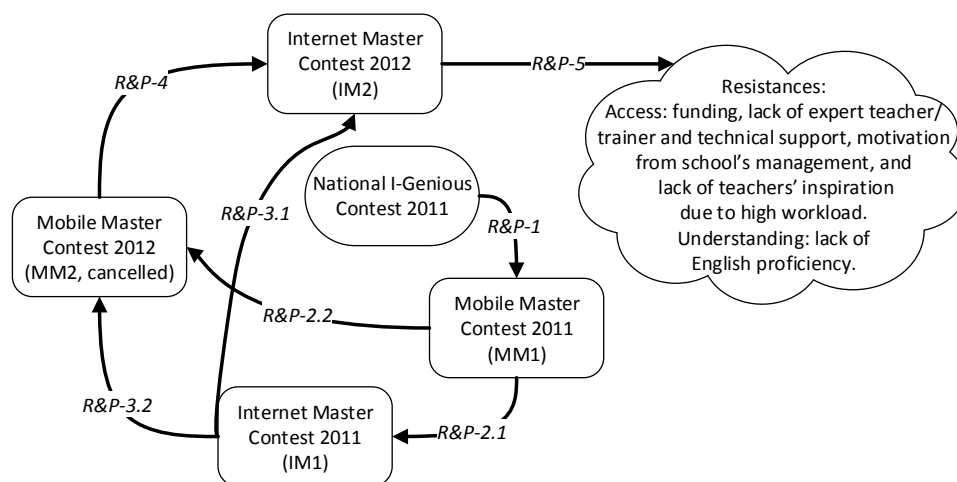 Internet Master
Contest 2012
(IM2)
R&P-4
R&P-5
Resistances:
Access: funding, lack of expert teacher/
trainer and technical support, motivation
from school's management, and
lack of teachers' inspiration
due to high workload.
Understanding: lack of
English proficiency.
National I-Genious
Contest 2011
R&P-3.1
R&P-1
Mobile Master
Contest 2012
(MM2, cancelled)
R&P-2.2
Mobile Master
Contest 2011
(MM1)
R&P-3.2
Internet Master
Contest 2011
(IM1)
R&P-2.1